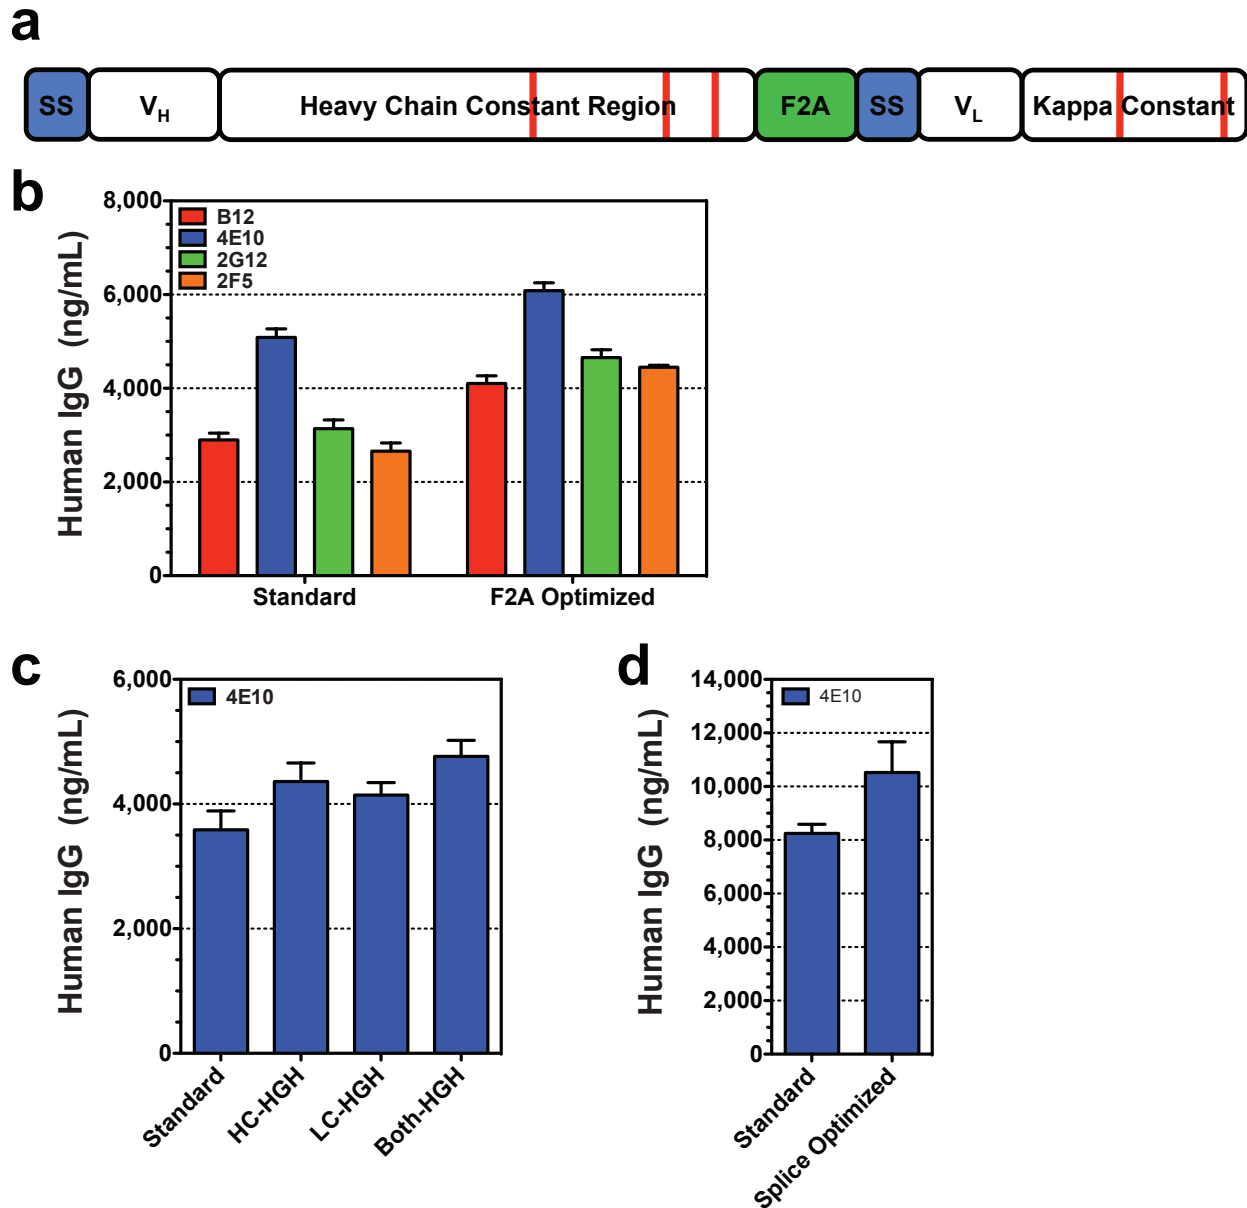 a
SS V_H Heavy Chain Constant Region F2A SS V_L Kappa Constant
b
Human IgG (ng/mL)
8,000
6,000
4,000
2,000
0
B12
4E10
2G12
2F5
Standard F2A Optimized
c
Human IgG (ng/mL)
6,000
4,000
2,000
0
4E10
Standard HC-HGH LC-HGH Both-HGH
d
Human IgG (ng/mL)
14,000
12,000
10,000
8,000
6,000
4,000
2,000
0
4E10
Standard Splice Optimized